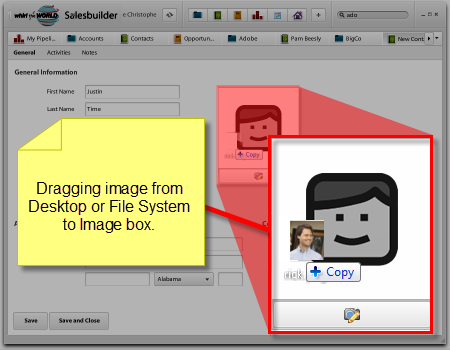 Salesbuilder
Christophe
ado
My Pipeli...
Accounts
Contacts
Opportun...
Adobe
Pam Beesly
BigCo
New Cont
General
Activities
Notes
General Information
First Name
Justin
Last Name
Time
Copy
Dragging image from
Desktop or File System
to Image box.
rick
Copy
Alabama
Save
Save and Close